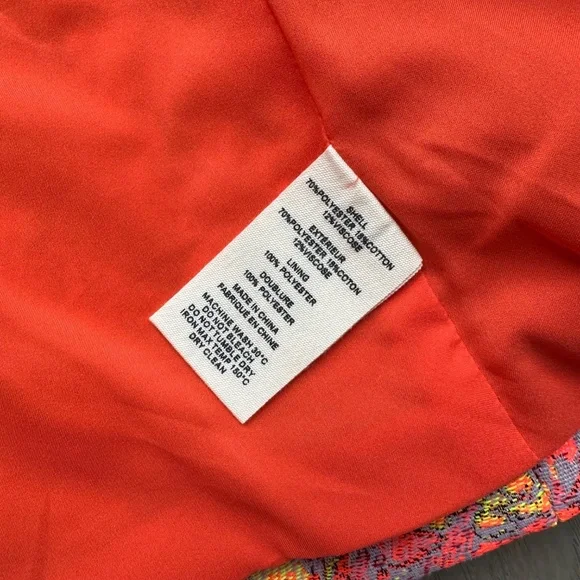 SHELL
70%POLYESTER 18%COTTON
12%VISCOSE
EXTÉRIEUR
70%POLYESTER 18%COTON
12%VISCOSE
LINING
100% POLYESTER
DOUBLURE
100% POLYESTER
MADE IN CHINA
FABRIQUE EN CHINE
MACHINE WASH 30°C
DO NOT BLEACH
DO NOT TUMBLE DRY
IRON MAX TEMP 150°C
DRY CLEAN